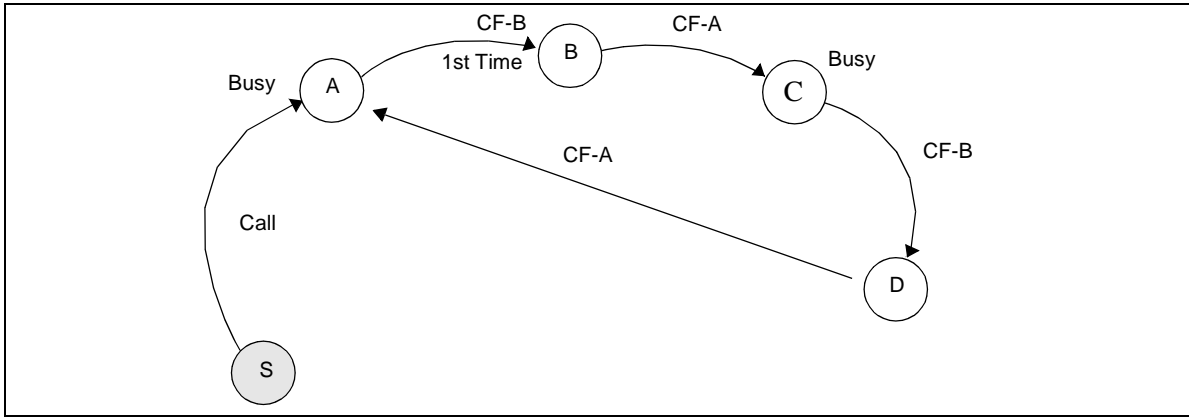 CF-B
1st Time
CF-A
Busy
A
B
C
Busy
CF-B
CF-A
Call
D
S